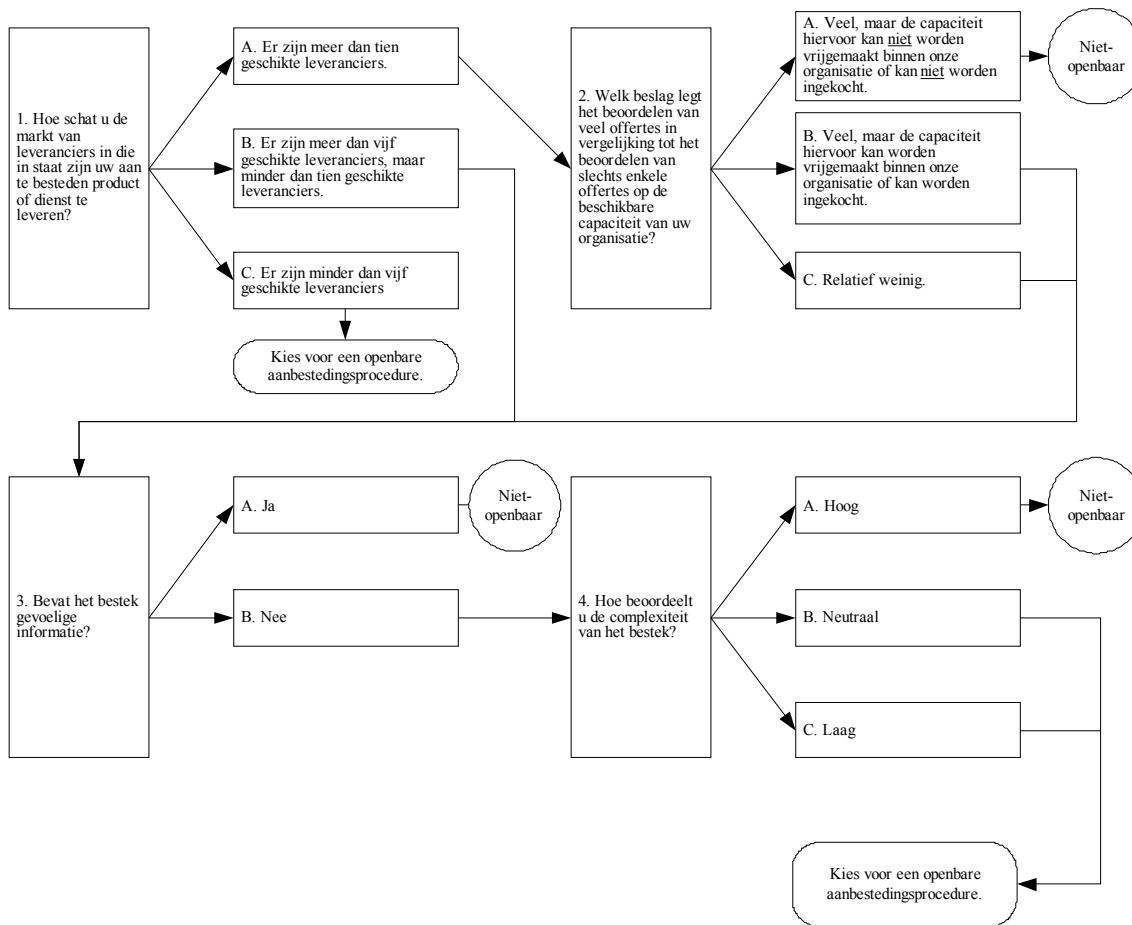 1. Hoe schat u de
markt van
leveranciers in die
in staat zijn uw aan
te besteden product
of dienst te
leveren?
A. Er zijn meer dan tien
geschikte leveranciers.
B. Er zijn meer dan vijf
geschikte leveranciers, maar
minder dan tien geschikte
leveranciers.
C. Er zijn minder dan vijf
geschikte leveranciers
Kies voor een openbare
aanbestedingsprocedure.
2. Welk beslag legt
het beoordelen van
veel offertes in
vergelijking tot het
beoordelen van
slechts enkele
offertes op de
beschikbare
capaciteit van uw
organisatie?
A. Veel, maar de capaciteit
hiervoor kan niet worden
vrijgemaakt binnen onze
organisatie of kan niet worden
ingekocht.
Niet-
openbaar
B. Veel, maar de capaciteit
hiervoor kan worden
vrijgemaakt binnen onze
organisatie of kan worden
ingekocht.
C. Relatief weinig.
3. Bevat het bestek
gevoelige
informatie?
A. Ja
Niet-
openbaar
B. Nee
4. Hoe beoordeelt
u de complexiteit
van het bestek?
A. Hoog
Niet-
openbaar
B. Neutraal
C. Laag
Kies voor een openbare
aanbestedingsprocedure.